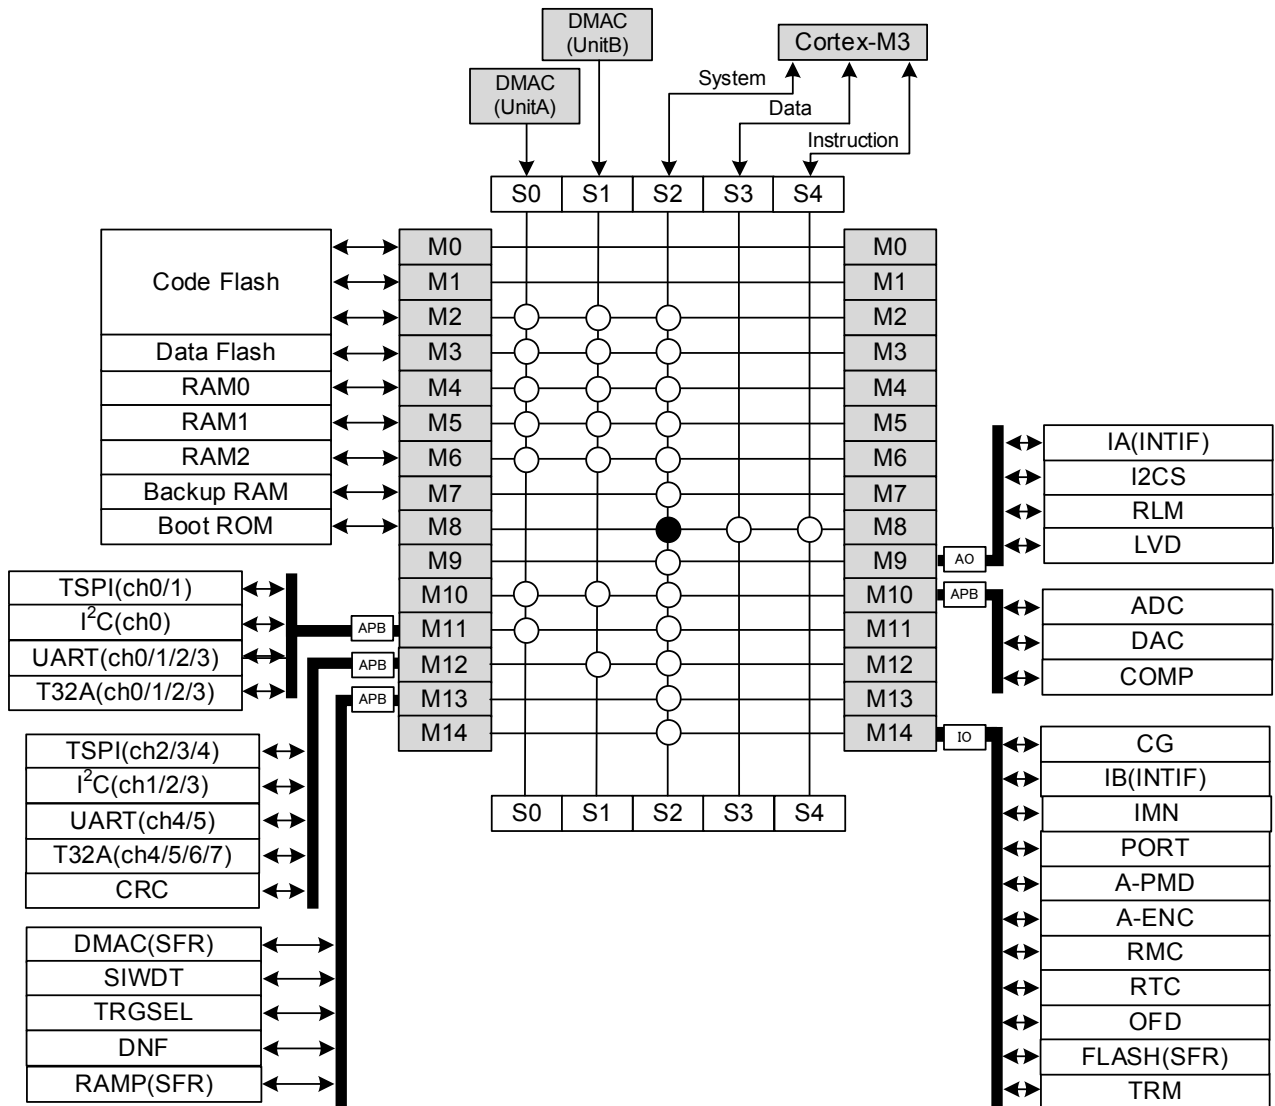 DMAC
(UnitB)
Cortex-M3
DMAC
(UnitA)
System
Data
Instruction
S0 S1 S2 S3 S4
Code Flash
M0 M0
M1 M1
M2 M2
Data Flash M3 M3
RAM0 M4 M4
RAM1 M5 M5
RAM2 M6 M6
Backup RAM M7 M7
Boot ROM M8 M8
M9 M9 AO
M10 M10 APB
APB M11 M11
APB M12 M12
APB M13 M13
M14 M14 IO
S0 S1 S2 S3 S4
TSPI(ch0/1)
I²C(ch0)
UART(ch0/1/2/3)
T32A(ch0/1/2/3)
TSPI(ch2/3/4)
I²C(ch1/2/3)
UART(ch4/5)
T32A(ch4/5/6/7)
CRC
DMAC(SFR)
SIWDT
TRGSEL
DNF
RAMP(SFR)
IA(INTIF)
I2CS
RLM
LVD
ADC
DAC
COMP
CG
IB(INTIF)
IMN
PORT
A-PMD
A-ENC
RMC
RTC
OFD
FLASH(SFR)
TRM